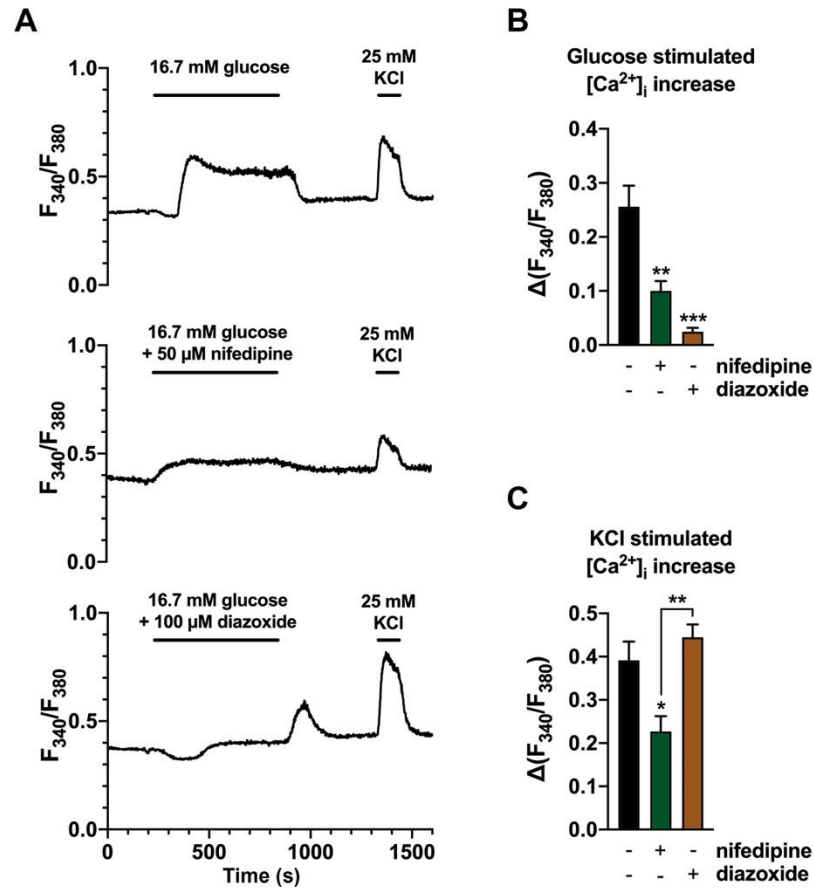 A
16.7 mM glucose
25 mM
KCl
1.0
0.5
0.0
F340/F380
16.7 mM glucose
+ 50 µM nifedipine
25 mM
KCl
1.0
0.5
0.0
F340/F380
16.7 mM glucose
+ 100 µM diazoxide
25 mM
KCl
1.0
0.5
0.0
F340/F380
0 500 1000 1500
Time (s)
B
Glucose stimulated
[Ca2+]i increase
0.4
0.3
0.2
0.1
0.0
Δ(F340/F380)
**
***
- + - nifedipine
- - + diazoxide
C
KCl stimulated
[Ca2+]i increase
0.5
0.4
0.3
0.2
0.1
0.0
Δ(F340/F380)
**
*
- + - nifedipine
- - + diazoxide